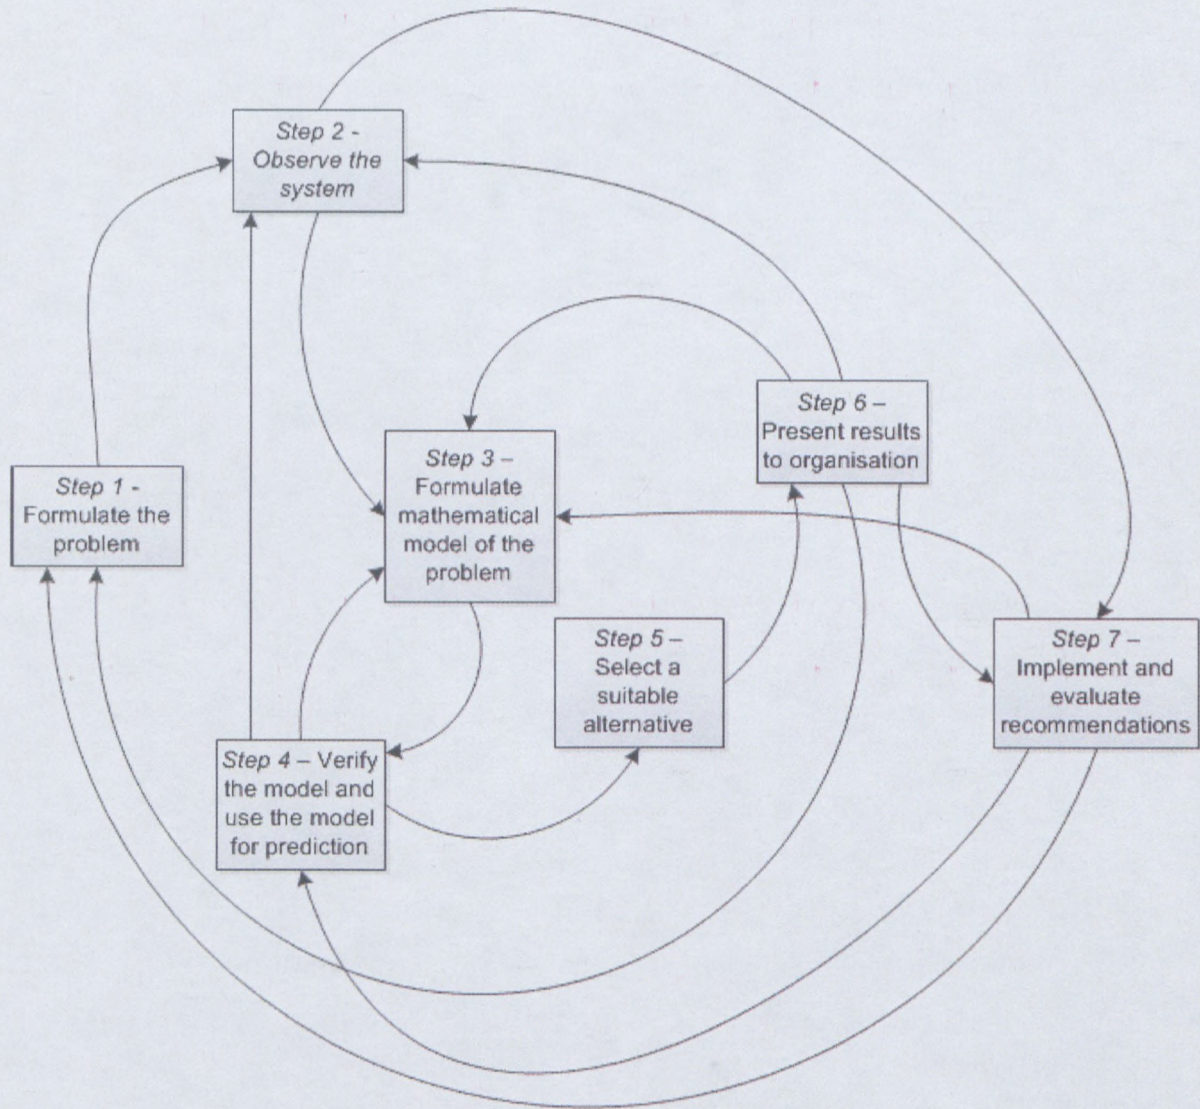 Step 1 -
Formulate the
problem
Step 2 -
Observe the
system
Step 3 –
Formulate
mathematical
model of the
problem
Step 4 – Verify
the model and
use the model
for prediction
Step 5 –
Select a
suitable
alternative
Step 6 –
Present results
to organisation
Step 7 –
Implement and
evaluate
recommendations